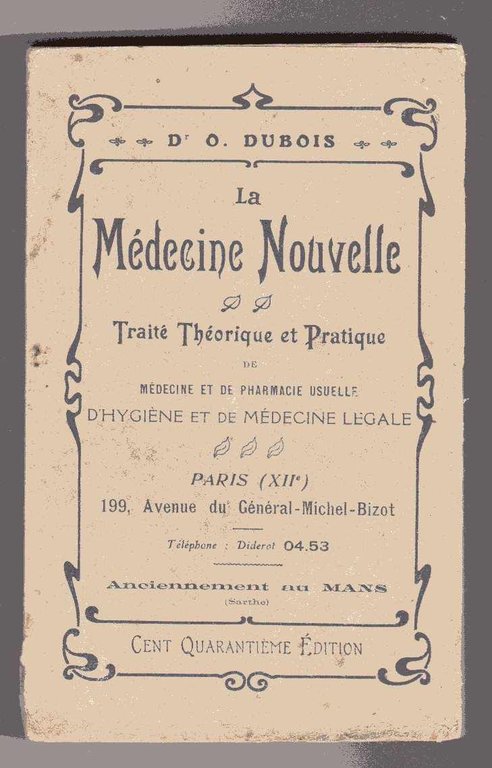 Dr O. DUBOIS
La
Médecine Nouvelle
Traité Théorique et Pratique
DE
MÉDECINE ET DE PHARMACIE USUELLE
D'HYGIÈNE ET DE MÉDECINE LÉGALE
PARIS (XIIe)
199, Avenue du Général-Michel-Bizot
Téléphone : Diderot 04.53
Anciennement au MANS
(Sarthe)
CENT QUARANTIÈME ÉDITION